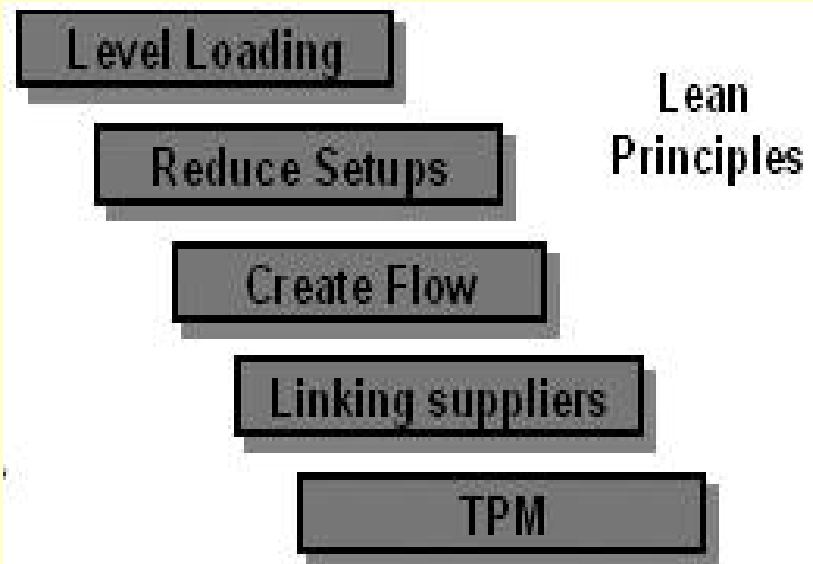 Level Loading
Lean
Principles
Reduce Setups
Create Flow
Linking suppliers
TPM